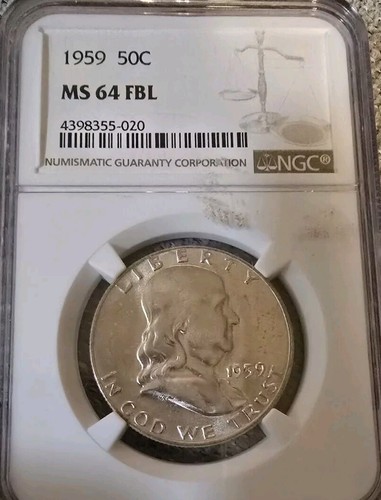 1959 50C
MS 64 FBL
4398355-020
NUMISMATIC GUARANTY CORPORATION
NGC®
LIBERTY
1959
IN GOD WE TRUST